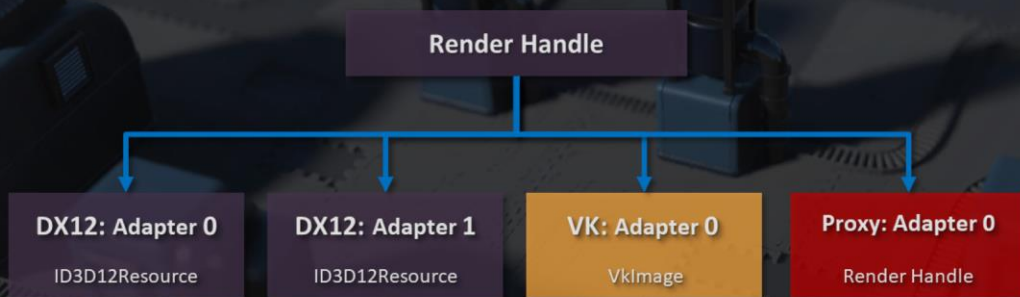 Render Handle
DX12: Adapter 0
ID3D12Resource
DX12: Adapter 1
ID3D12Resource
VK: Adapter 0
VkImage
Proxy: Adapter 0
Render Handle